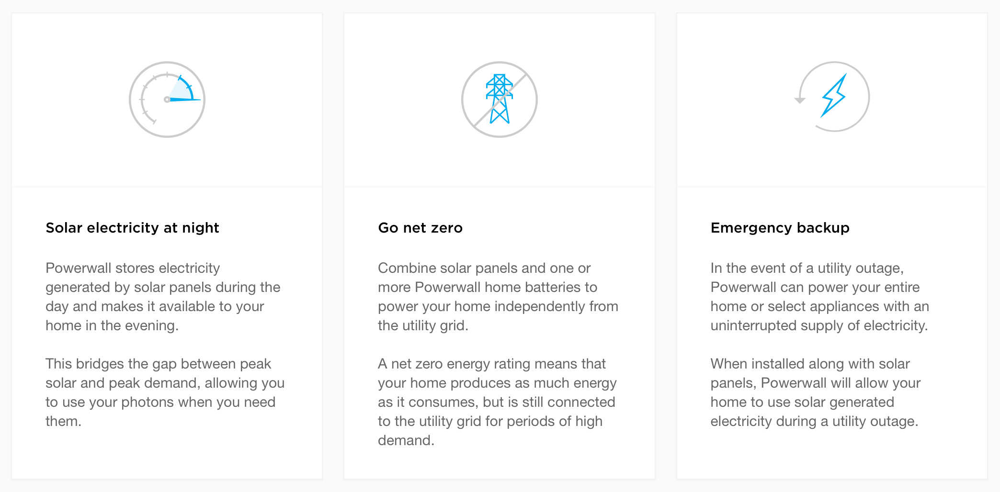 Solar electricity at night
Powerwall stores electricity
generated by solar panels during the
day and makes it available to your
home in the evening.
This bridges the gap between peak
solar and peak demand, allowing you
to use your photons when you need
them.
Go net zero
Combine solar panels and one or
more Powerwall home batteries to
power your home independently from
the utility grid.
A net zero energy rating means that
your home produces as much energy
as it consumes, but is still connected
to the utility grid for periods of high
demand.
Emergency backup
In the event of a utility outage,
Powerwall can power your entire
home or select appliances with an
uninterrupted supply of electricity.
When installed along with solar
panels, Powerwall will allow your
home to use solar generated
electricity during a utility outage.